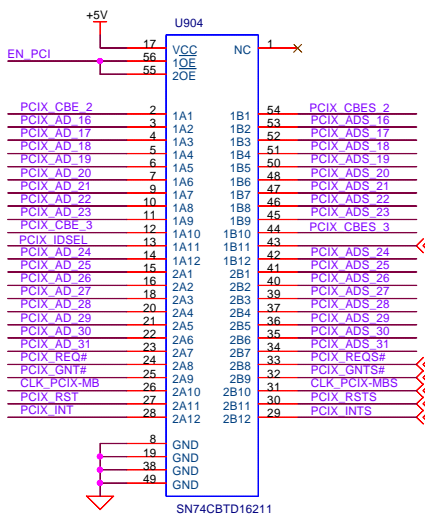 +5V
U904
17 VCC NC 1
EN_PCI 56 1OE
55 2OE
PCIX_CBE_2 2 1A1 1B1 54 PCIX_CBES_2
PCIX_AD_16 3 1A2 1B2 53 PCIX_ADS_16
PCIX_AD_17 4 1A3 1B3 52 PCIX_ADS_17
PCIX_AD_18 5 1A4 1B4 51 PCIX_ADS_18
PCIX_AD_19 6 1A5 1B5 50 PCIX_ADS_19
PCIX_AD_20 7 1A6 1B6 48 PCIX_ADS_20
PCIX_AD_21 9 1A7 1B7 47 PCIX_ADS_21
PCIX_AD_22 10 1A8 1B8 46 PCIX_ADS_22
PCIX_AD_23 11 1A9 1B9 45 PCIX_ADS_23
PCIX_CBE_3 12 1A10 1B10 44 PCIX_CBES_3
PCIX_IDSEL 13 1A11 1B11 43
PCIX_AD_24 14 1A12 1B12 42 PCIX_ADS_24
PCIX_AD_25 15 2A1 2B1 41 PCIX_ADS_25
PCIX_AD_26 16 2A2 2B2 40 PCIX_ADS_26
PCIX_AD_27 18 2A3 2B3 39 PCIX_ADS_27
PCIX_AD_28 20 2A4 2B4 37 PCIX_ADS_28
PCIX_AD_29 21 2A5 2B5 36 PCIX_ADS_29
PCIX_AD_30 22 2A6 2B6 35 PCIX_ADS_30
PCIX_AD_31 23 2A7 2B7 34 PCIX_ADS_31
PCIX_REQ# 24 2A8 2B8 33 PCIX_REQS#
PCIX_GNT# 25 2A9 2B9 32 PCIX_GNTS#
CLK_PCIX-MB 26 2A10 2B10 31 CLK_PCIX-MBS
PCIX_RST 27 2A11 2B11 30 PCIX_RSTS
PCIX_INT 28 2A12 2B12 29 PCIX_INTS
8 GND
19 GND
38 GND
49 GND
SN74CBTD16211